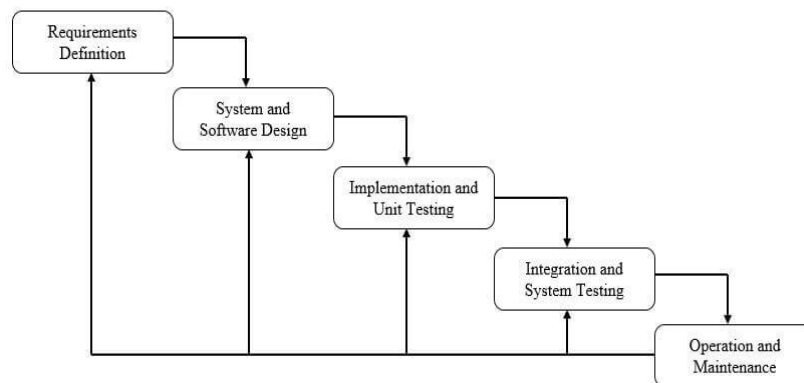 Requirements
Definition
System and
Software Design
Implementation and
Unit Testing
Integration and
System Testing
Operation and
Maintenance